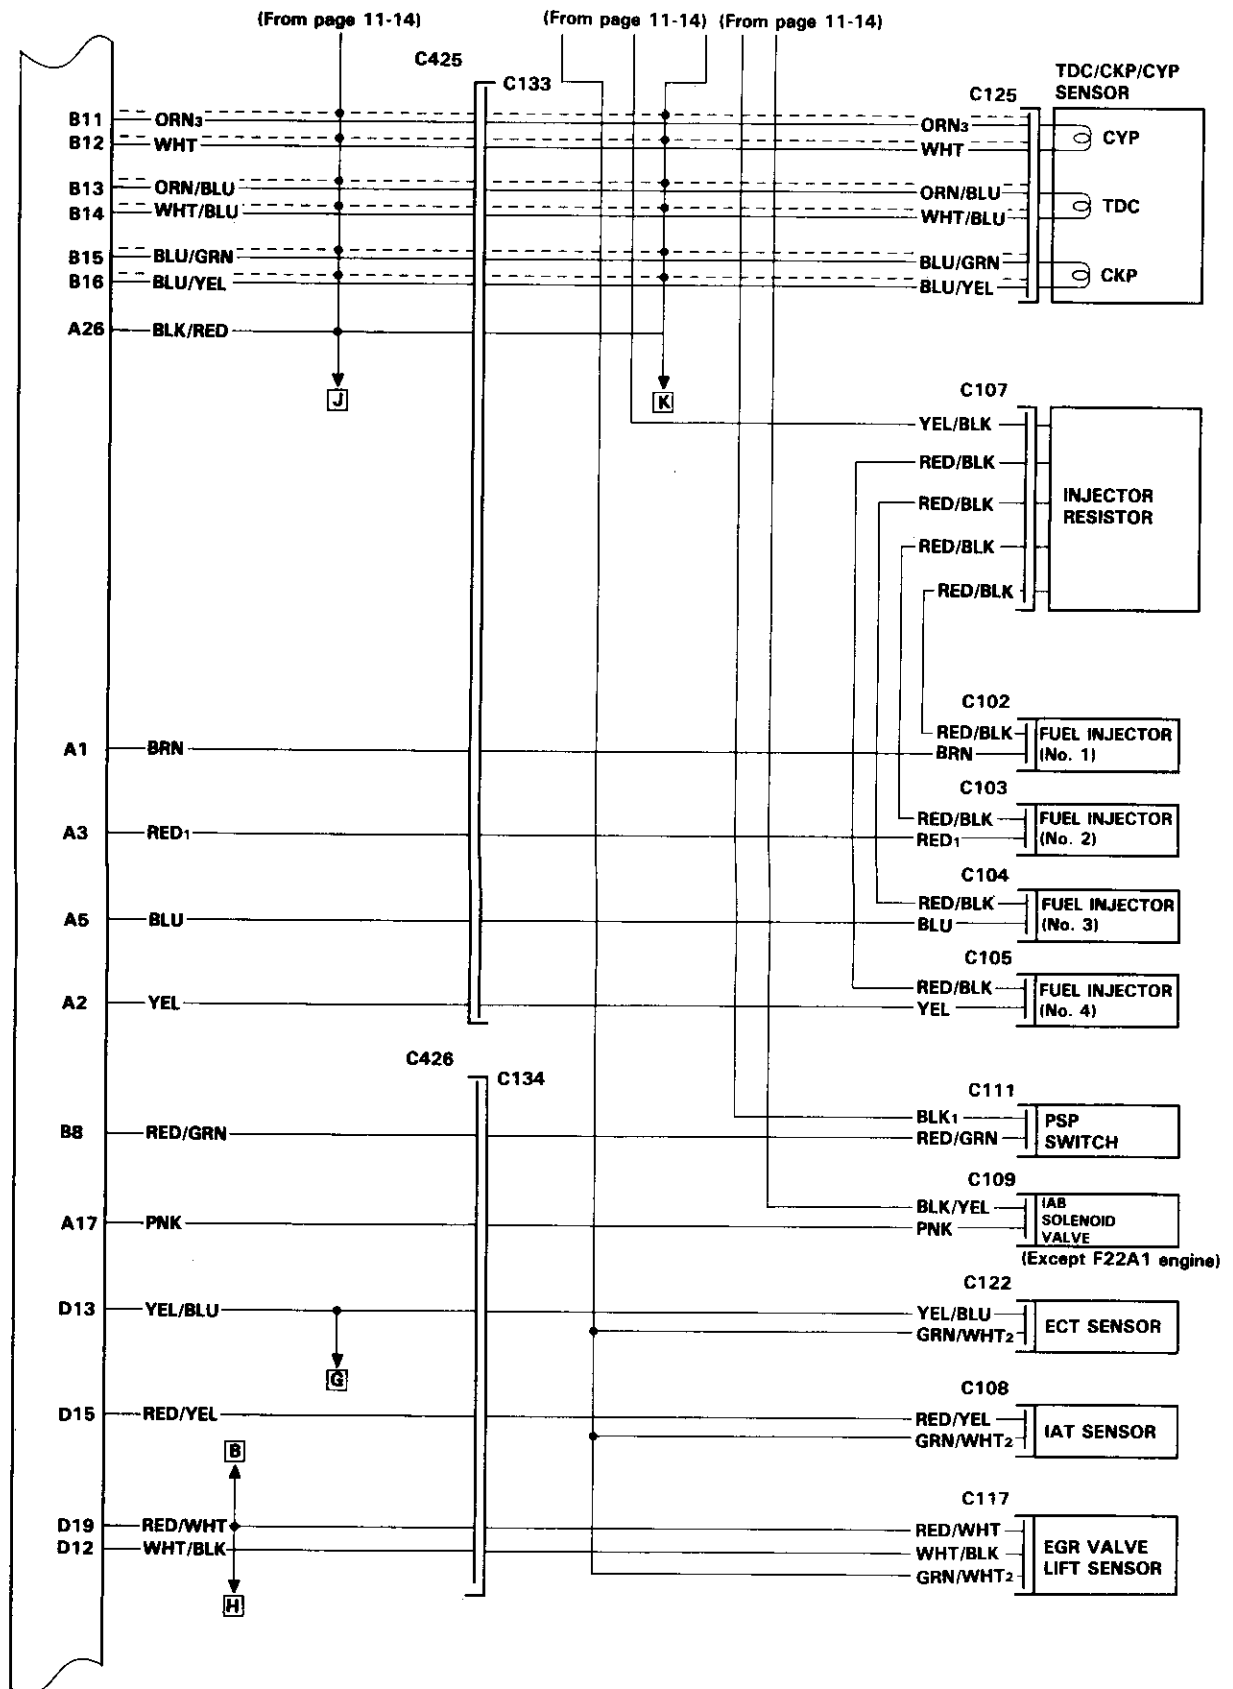 (From page 11-14)
(From page 11-14) (From page 11-14)
C425
C133
C125
TDC/CKP/CYP
SENSOR
B11 ORN3 ORN3 CYP
B12 WHT WHT
B13 ORN/BLU ORN/BLU TDC
B14 WHT/BLU WHT/BLU
B15 BLU/GRN BLU/GRN CKP
B16 BLU/YEL BLU/YEL
A26 BLK/RED
J
K
C107
YEL/BLK
RED/BLK
RED/BLK
RED/BLK
RED/BLK
INJECTOR
RESISTOR
C102
A1 BRN
RED/BLK
BRN
FUEL INJECTOR
(No. 1)
C103
A3 RED1
RED/BLK
RED1
FUEL INJECTOR
(No. 2)
C104
A5 BLU
RED/BLK
BLU
FUEL INJECTOR
(No. 3)
C105
A2 YEL
RED/BLK
YEL
FUEL INJECTOR
(No. 4)
C426
C134
C111
B8 RED/GRN
BLK1
RED/GRN
PSP
SWITCH
C109
A17 PNK
BLK/YEL
PNK
IAB
SOLENOID
VALVE
(Except F22A1 engine)
C122
D13 YEL/BLU
YEL/BLU
GRN/WHT2
ECT SENSOR
G
C108
D15 RED/YEL
RED/YEL
GRN/WHT2
IAT SENSOR
B
C117
D19 RED/WHT
D12 WHT/BLK
RED/WHT
WHT/BLK
GRN/WHT2
EGR VALVE
LIFT SENSOR
H